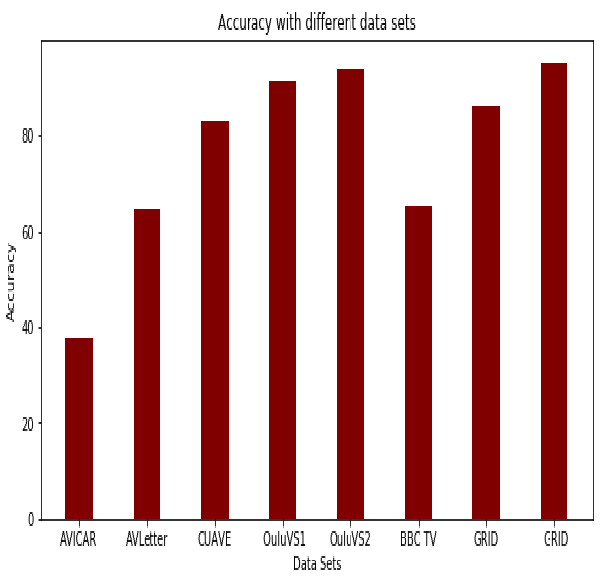 Accuracy with different data sets
Accuracy
80
60
40
20
0
AVICAR AVLetter CUAVE OuluVS1 OuluVS2 BBC TV GRID GRID
Data Sets